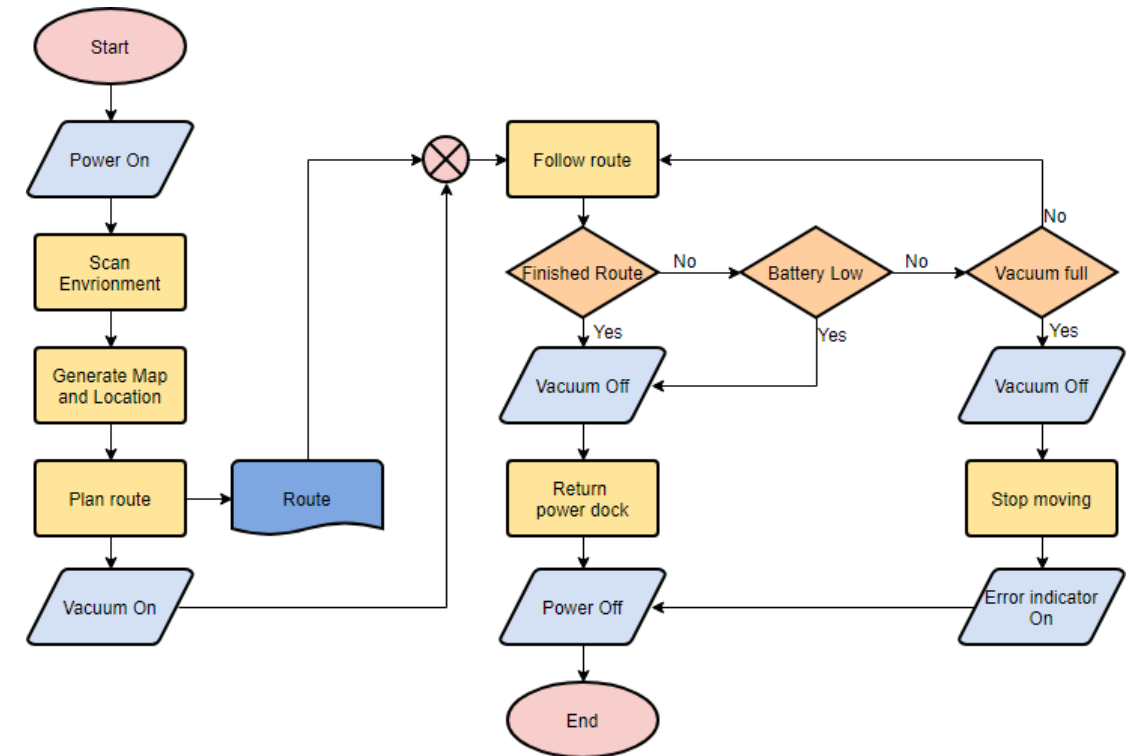 Start
Power On
Scan
Envrionment
Generate Map
and Location
Plan route
Route
Vacuum On
Follow route
Finished Route
No
Battery Low
No
Vacuum full
No
Yes
Yes
Yes
Vacuum Off
Vacuum Off
Return
power dock
Stop moving
Power Off
Error indicator
On
End